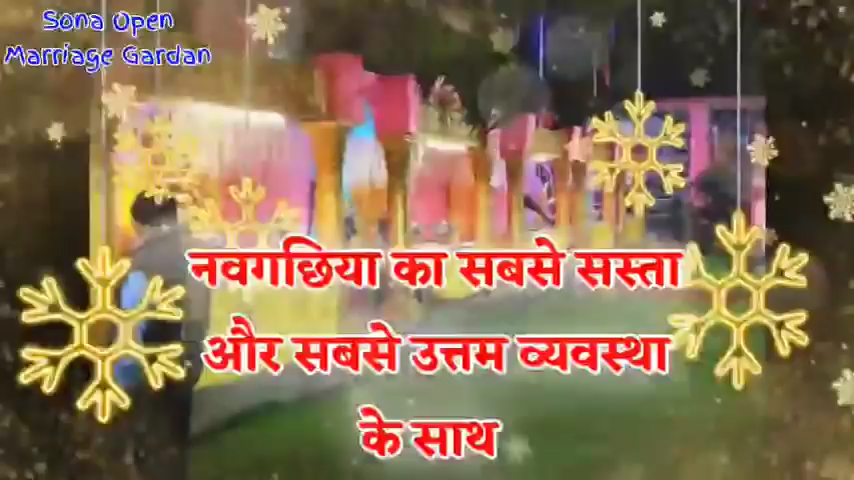 Sona Open
Marriage Gardan
नवगछिया का सबसे सस्ता
और सबसे उत्तम व्यवस्था
के साथ